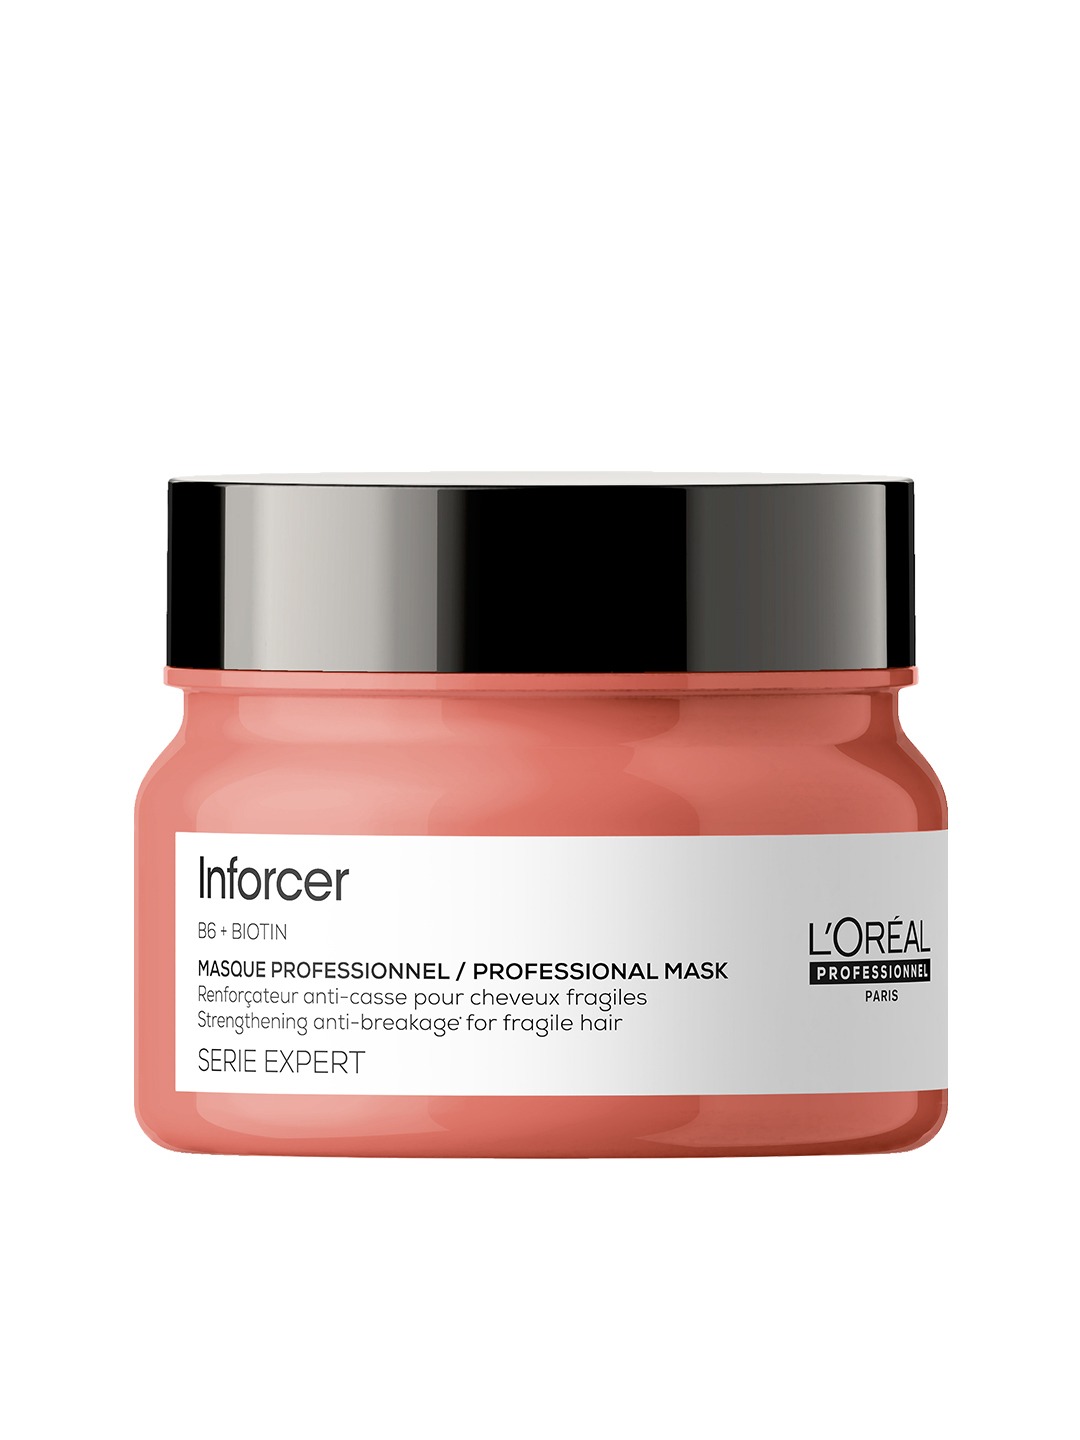 Inforcer
B6 + BIOTIN
MASQUE PROFESSIONNEL / PROFESSIONAL MASK
Renforçateur anti-casse pour cheveux fragiles
Strengthening anti-breakage* for fragile hair
SERIE EXPERT
L'ORÉAL
PROFESSIONNEL
PARIS